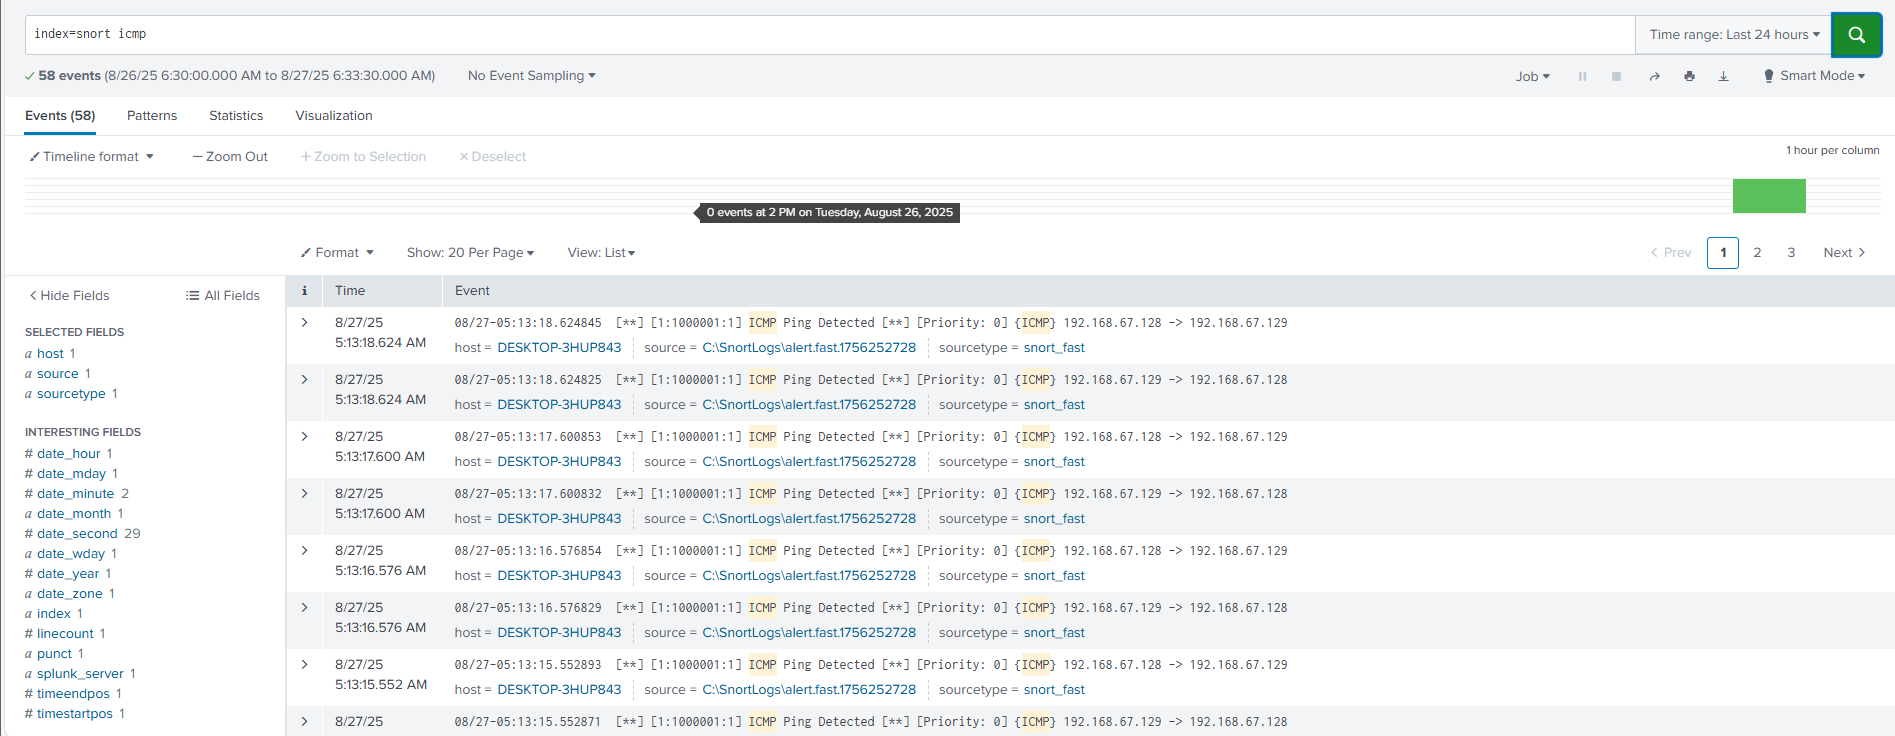 index=snort icmp
Time range: Last 24 hours
58 events (8/26/25 6:30:00.000 AM to 8/27/25 6:33:30.000 AM)
No Event Sampling
Job
Smart Mode
Events (58)
Patterns
Statistics
Visualization
Timeline format
— Zoom Out
+ Zoom to Selection
× Deselect
1 hour per column
0 events at 2 PM on Tuesday, August 26, 2025
Format
Show: 20 Per Page
View: List
< Prev
1
2
3
Next >
< Hide Fields
All Fields
SELECTED FIELDS
a host 1
a source 1
a sourcetype 1
INTERESTING FIELDS
# date_hour 1
# date_mday 1
# date_minute 2
a date_month 1
# date_second 29
a date_wday 1
# date_year 1
a date_zone 1
a index 1
# linecount 1
a punct 1
a splunk_server 1
# timeendpos 1
# timestartpos 1
i Time Event
> 8/27/25 08/27-05:13:18.624845 [**] [1:1000001:1] ICMP Ping Detected [**] [Priority: 0] {ICMP} 192.168.67.128 -> 192.168.67.129
5:13:18.624 AM host = DESKTOP-3HUP843 source = C:\SnortLogs\alert.fast.1756252728 sourcetype = snort_fast
> 8/27/25 08/27-05:13:18.624825 [**] [1:1000001:1] ICMP Ping Detected [**] [Priority: 0] {ICMP} 192.168.67.129 -> 192.168.67.128
5:13:18.624 AM host = DESKTOP-3HUP843 source = C:\SnortLogs\alert.fast.1756252728 sourcetype = snort_fast
> 8/27/25 08/27-05:13:17.600853 [**] [1:1000001:1] ICMP Ping Detected [**] [Priority: 0] {ICMP} 192.168.67.128 -> 192.168.67.129
5:13:17.600 AM host = DESKTOP-3HUP843 source = C:\SnortLogs\alert.fast.1756252728 sourcetype = snort_fast
> 8/27/25 08/27-05:13:17.600832 [**] [1:1000001:1] ICMP Ping Detected [**] [Priority: 0] {ICMP} 192.168.67.129 -> 192.168.67.128
5:13:17.600 AM host = DESKTOP-3HUP843 source = C:\SnortLogs\alert.fast.1756252728 sourcetype = snort_fast
> 8/27/25 08/27-05:13:16.576854 [**] [1:1000001:1] ICMP Ping Detected [**] [Priority: 0] {ICMP} 192.168.67.128 -> 192.168.67.129
5:13:16.576 AM host = DESKTOP-3HUP843 source = C:\SnortLogs\alert.fast.1756252728 sourcetype = snort_fast
> 8/27/25 08/27-05:13:16.576829 [**] [1:1000001:1] ICMP Ping Detected [**] [Priority: 0] {ICMP} 192.168.67.129 -> 192.168.67.128
5:13:16.576 AM host = DESKTOP-3HUP843 source = C:\SnortLogs\alert.fast.1756252728 sourcetype = snort_fast
> 8/27/25 08/27-05:13:15.552893 [**] [1:1000001:1] ICMP Ping Detected [**] [Priority: 0] {ICMP} 192.168.67.128 -> 192.168.67.129
5:13:15.552 AM host = DESKTOP-3HUP843 source = C:\SnortLogs\alert.fast.1756252728 sourcetype = snort_fast
> 8/27/25 08/27-05:13:15.552871 [**] [1:1000001:1] ICMP Ping Detected [**] [Priority: 0] {ICMP} 192.168.67.129 -> 192.168.67.128